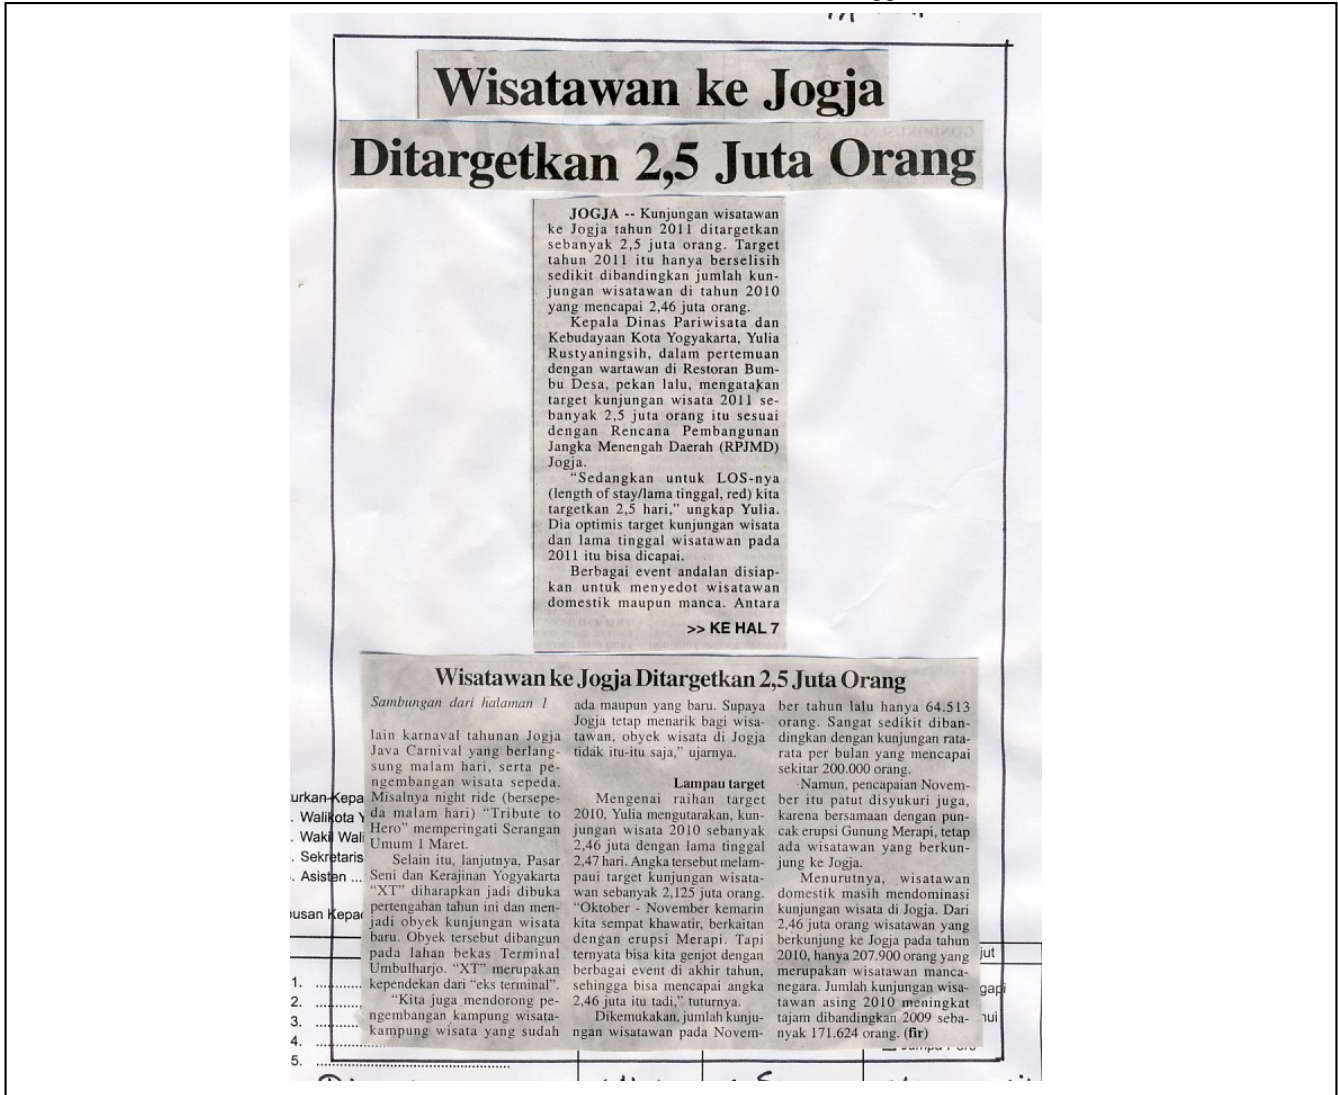 Wisatawan ke Jogja
Ditargetkan 2,5 Juta Orang
JOGJA -- Kunjungan wisatawan
ke Jogja tahun 2011 ditargetkan
sebanyak 2,5 juta orang. Target
tahun 2011 itu hanya berselisih
sedikit dibandingkan jumlah kun-
jungan wisatawan di tahun 2010
yang mencapai 2,46 juta orang.
Kepala Dinas Pariwisata dan
Kebudayaan Kota Yogyakarta, Yulia
Rustyaningsih, dalam pertemuan
dengan wartawan di Restoran Bum-
bu Desa, pekan lalu, mengatakan
target kunjungan wisata 2011 se-
banyak 2,5 juta orang itu sesuai
dengan Rencana Pembangunan
Jangka Menengah Daerah (RPJMD)
Jogja.
“Sedangkan untuk LOS-nya
(length of stay/lama tinggal, red) kita
targetkan 2,5 hari,” ungkap Yulia.
Dia optimis target kunjungan wisata
dan lama tinggal wisatawan pada
2011 itu bisa dicapai.
Berbagai event andalan disiap-
kan untuk menyedot wisatawan
domestik maupun manca. Antara
>> KE HAL 7
Wisatawan ke Jogja Ditargetkan 2,5 Juta Orang
Sambungan dari halaman 1
lain karnaval tahunan Jogja
Java Carnival yang berlang-
sung malam hari, serta pe-
ngembangan wisata sepeda.
Misalnya night ride (bersepe-
da malam hari) “Tribute to
Hero” memperingati Serangan
Umum 1 Maret.
Selain itu, lanjutnya, Pasar
Seni dan Kerajinan Yogyakarta
“XT” diharapkan jadi dibuka
pertengahan tahun ini dan men-
jadi obyek kunjungan wisata
baru. Obyek tersebut dibangun
pada lahan bekas Terminal
Umbulharjo. “XT” merupakan
kependekan dari “eks terminal”.
“Kita juga mendorong pe-
ngembangan kampung wisata-
kampung wisata yang sudah
ada maupun yang baru. Supaya
Jogja tetap menarik bagi wisa-
tawan, obyek wisata di Jogja
tidak itu-itu saja,” ujarnya.
Lampau target
Mengenai raihan target
2010, Yulia mengutarakan, kun-
jungan wisata 2010 sebanyak
2,46 juta dengan lama tinggal
2,47 hari. Angka tersebut melam-
paui target kunjungan wisata-
wan sebanyak 2,125 juta orang.
“Oktober - November kemarin
kita sempat khawatir, berkaitan
dengan erupsi Merapi. Tapi
ternyata bisa kita genjot dengan
berbagai event di akhir tahun,
sehingga bisa mencapai angka
2,46 juta itu tadi,” tuturnya.
Dikemukakan, jumlah kunju-
ngan wisatawan pada Novem-
ber tahun lalu hanya 64.513
orang. Sangat sedikit diban-
dingkan dengan kunjungan rata-
rata per bulan yang mencapai
sekitar 200.000 orang.
Namun, pencapaian Novem-
ber itu patut disyukuri juga,
karena bersamaan dengan pun-
cak erupsi Gunung Merapi, tetap
ada wisatawan yang berkun-
jung ke Jogja.
Menurutnya, wisatawan
domestik masih mendominasi
kunjungan wisata di Jogja. Dari
2,46 juta orang wisatawan yang
berkunjung ke Jogja pada tahun
2010, hanya 207.900 orang yang
merupakan wisatawan manca-
negara. Jumlah kunjungan wisa-
tawan asing 2010 meningkat
tajam dibandingkan 2009 seba-
nyak 171.624 orang. (fir)
urkan Kepa
. Walikota Y
. Wakil Wali
. Sekretaris
. Asisten ...
usan Kepa
jut
gapi
hui
1. ..........
2. ..........
3. ..........
4. ..........
5. ..........